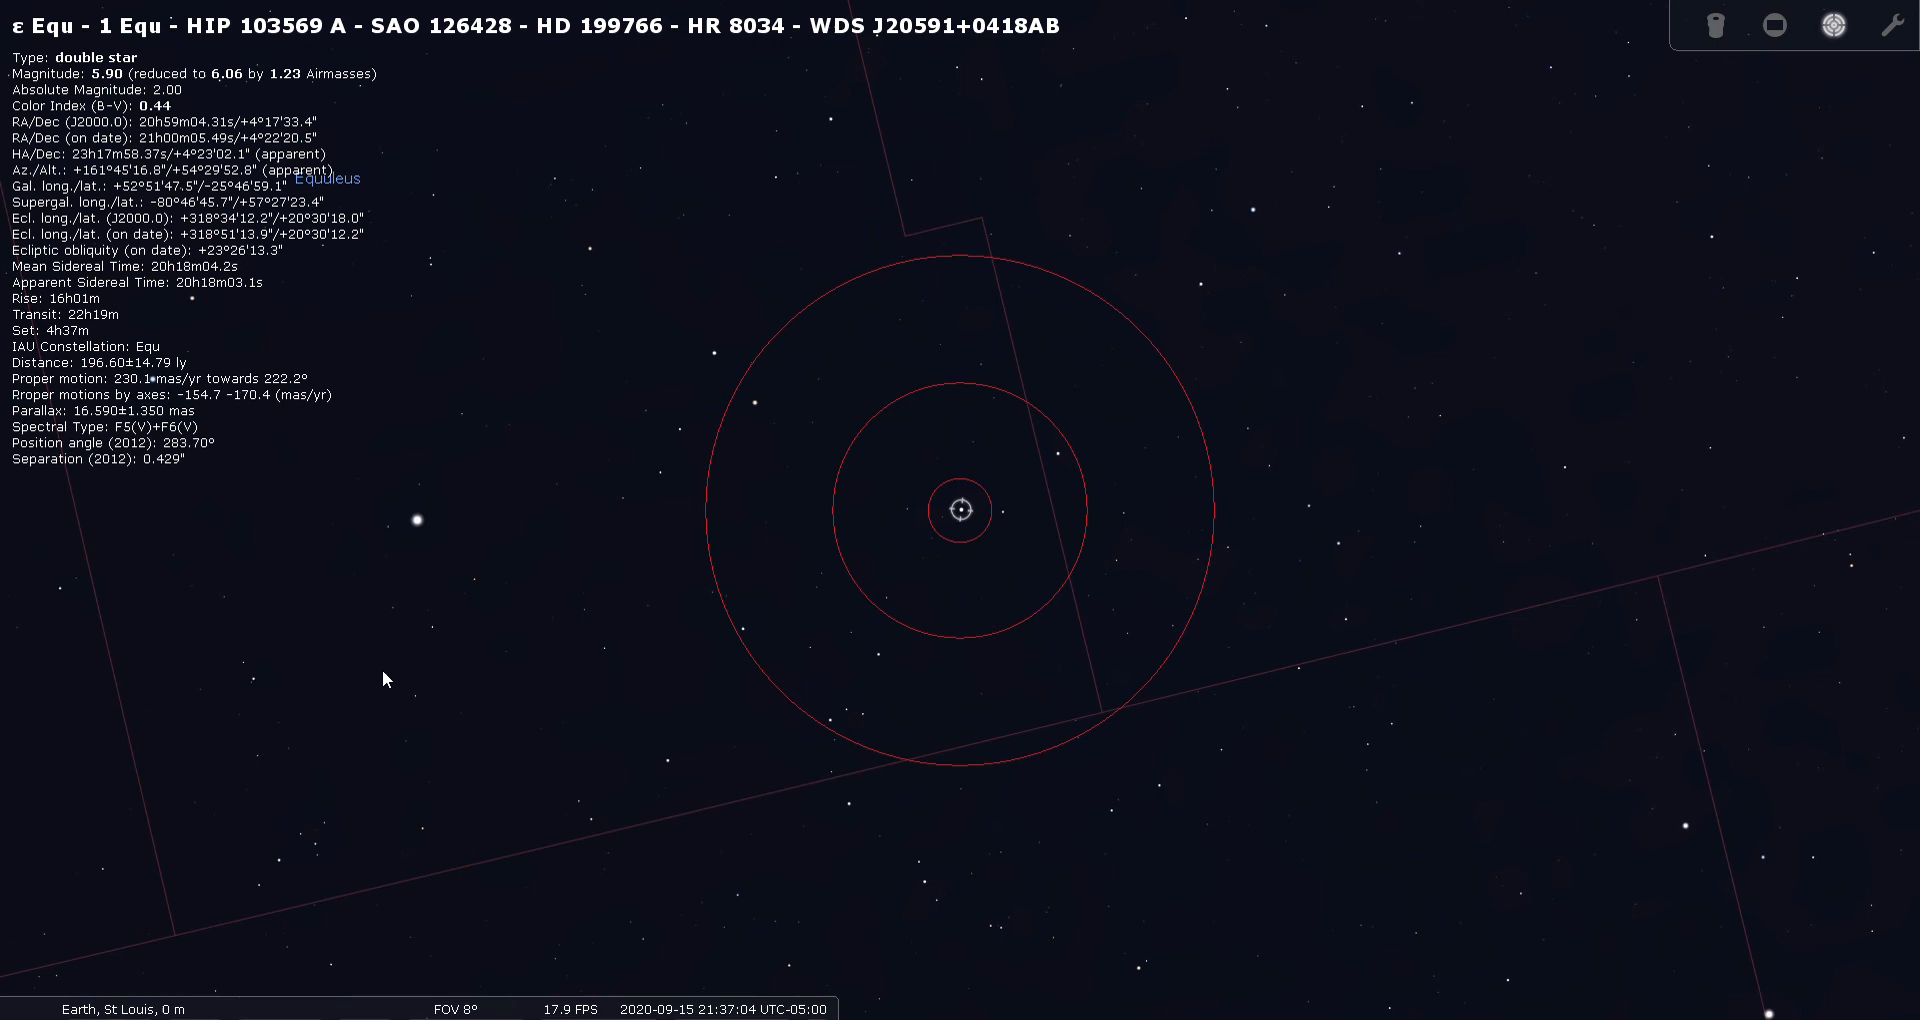 ε Equ - 1 Equ - HIP 103569 A - SAO 126428 - HD 199766 - HR 8034 - WDS J20591+0418AB
Type: double star
Magnitude: 5.90 (reduced to 6.06 by 1.23 Airmasses)
Absolute Magnitude: 2.00
Color Index (B-V): 0.44
RA/Dec (J2000.0): 20h59m04.31s/+4°17'33.4"
RA/Dec (on date): 21h00m05.49s/+4°22'20.5"
HA/Dec: 23h17m58.37s/+4°23'02.1" (apparent)
Az./Alt.: +161°45'16.8"/+54°29'52.8" (apparent)
Gal. long./lat.: +52°51'47.5"/-25°46'59.1"
Equuleus
Supergal. long./lat.: -80°46'45.7"/+57°27'23.4"
Ecl. long./lat. (J2000.0): +318°34'12.2"/+20°30'18.0"
Ecl. long./lat. (on date): +318°51'13.9"/+20°30'12.2"
Ecliptic obliquity (on date): +23°26'13.3"
Mean Sidereal Time: 20h18m04.2s
Apparent Sidereal Time: 20h18m03.1s
Rise: 16h01m
Transit: 22h19m
Set: 4h37m
IAU Constellation: Equ
Distance: 196.60±14.79 ly
Proper motion: 230.1 mas/yr towards 222.2°
Proper motions by axes: -154.7 -170.4 (mas/yr)
Parallax: 16.590±1.350 mas
Spectral Type: F5(V)+F6(V)
Position angle (2012): 283.70°
Separation (2012): 0.429"
Earth, St Louis, 0 m FOV 8° 17.9 FPS 2020-09-15 21:37:04 UTC-05:00